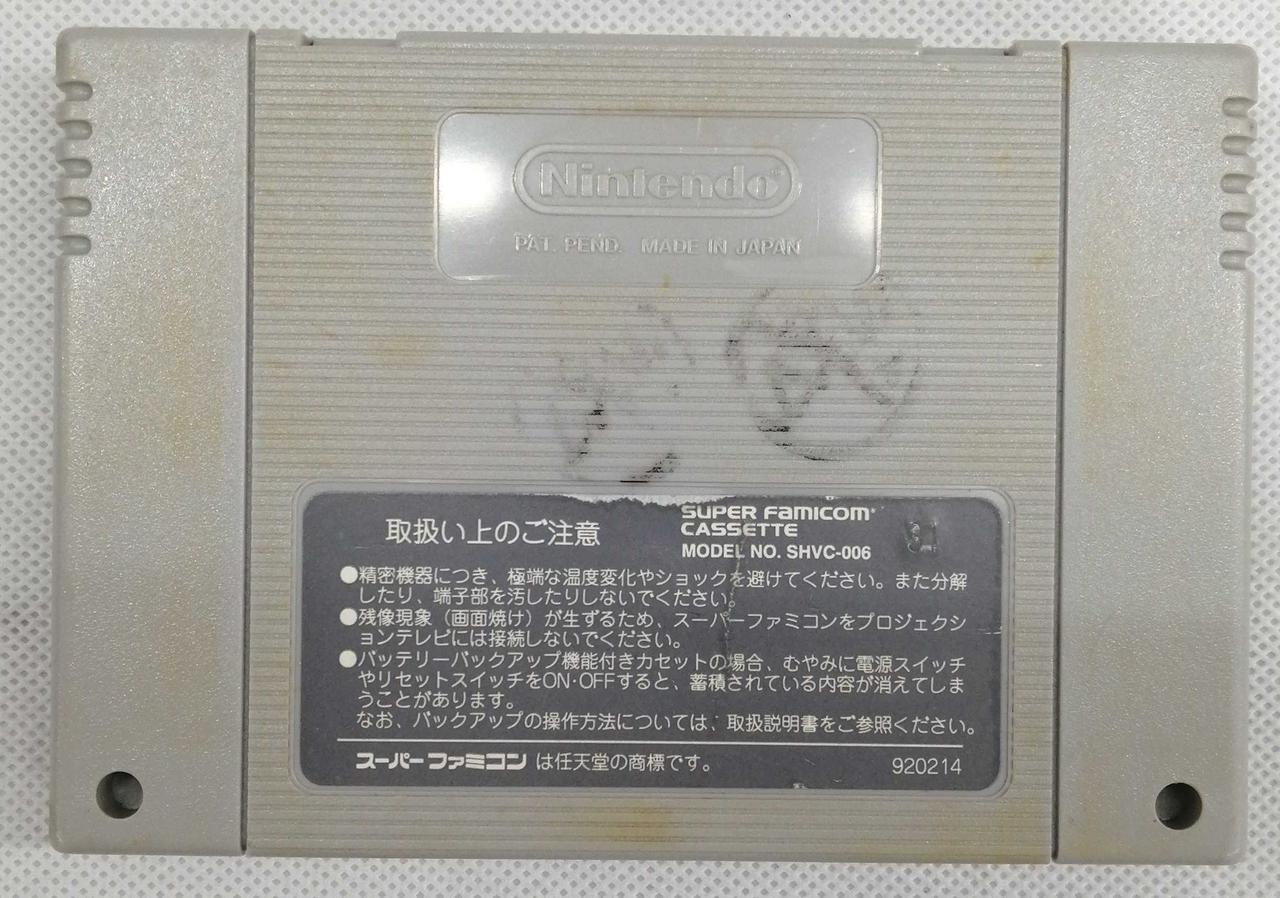 Nintendo®
PAT. PEND. MADE IN JAPAN
取扱い上のご注意
SUPER FAMICOM®
CASSETTE
MODEL NO. SHVC-006
●精密機器につき、極端な温度変化やショックを避けてください。また分解
したり、端子部を汚したりしないでください。
●残像現象（画面焼け）が生ずるため、スーパーファミコンをプロジェクシ
ョンテレビには接続しないでください。
●バッテリーバックアップ機能付きカセットの場合、むやみに電源スイッチ
やリセットスイッチをON·OFFすると、蓄積されている内容が消えてしま
うことがあります。
なお、バックアップの操作方法については、取扱説明書をご参照ください。
スーパーファミコン は任天堂の商標です。
920214